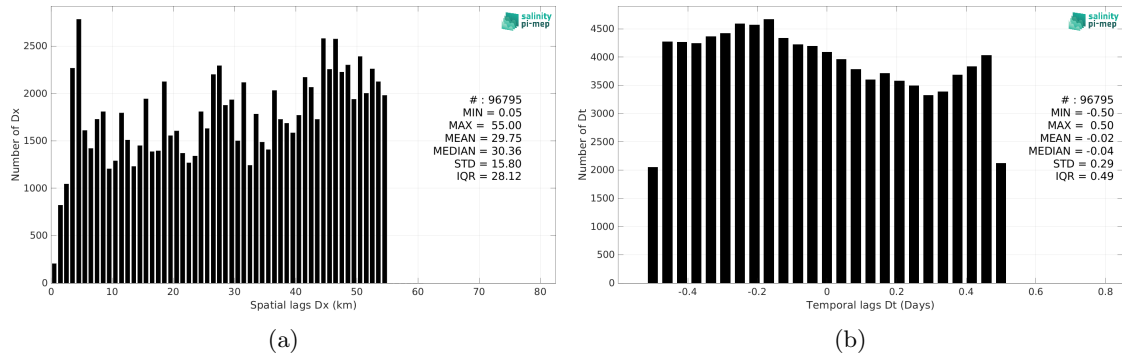 salinity
pi-mep
2500
2000
1500
1000
500
0
Number of Dx
# : 96795
MIN = 0.05
MAX = 55.00
MEAN = 29.75
MEDIAN = 30.36
STD = 15.80
IQR = 28.12
0 10 20 30 40 50 60 70 80
Spatial lags Dx (km)
(a)
salinity
pi-mep
4500
4000
3500
3000
2500
2000
1500
1000
500
0
Number of Dt
# : 96795
MIN = -0.50
MAX = 0.50
MEAN = -0.02
MEDIAN = -0.04
STD = 0.29
IQR = 0.49
-0.4 -0.2 0 0.2 0.4 0.6 0.8
Temporal lags Dt (Days)
(b)